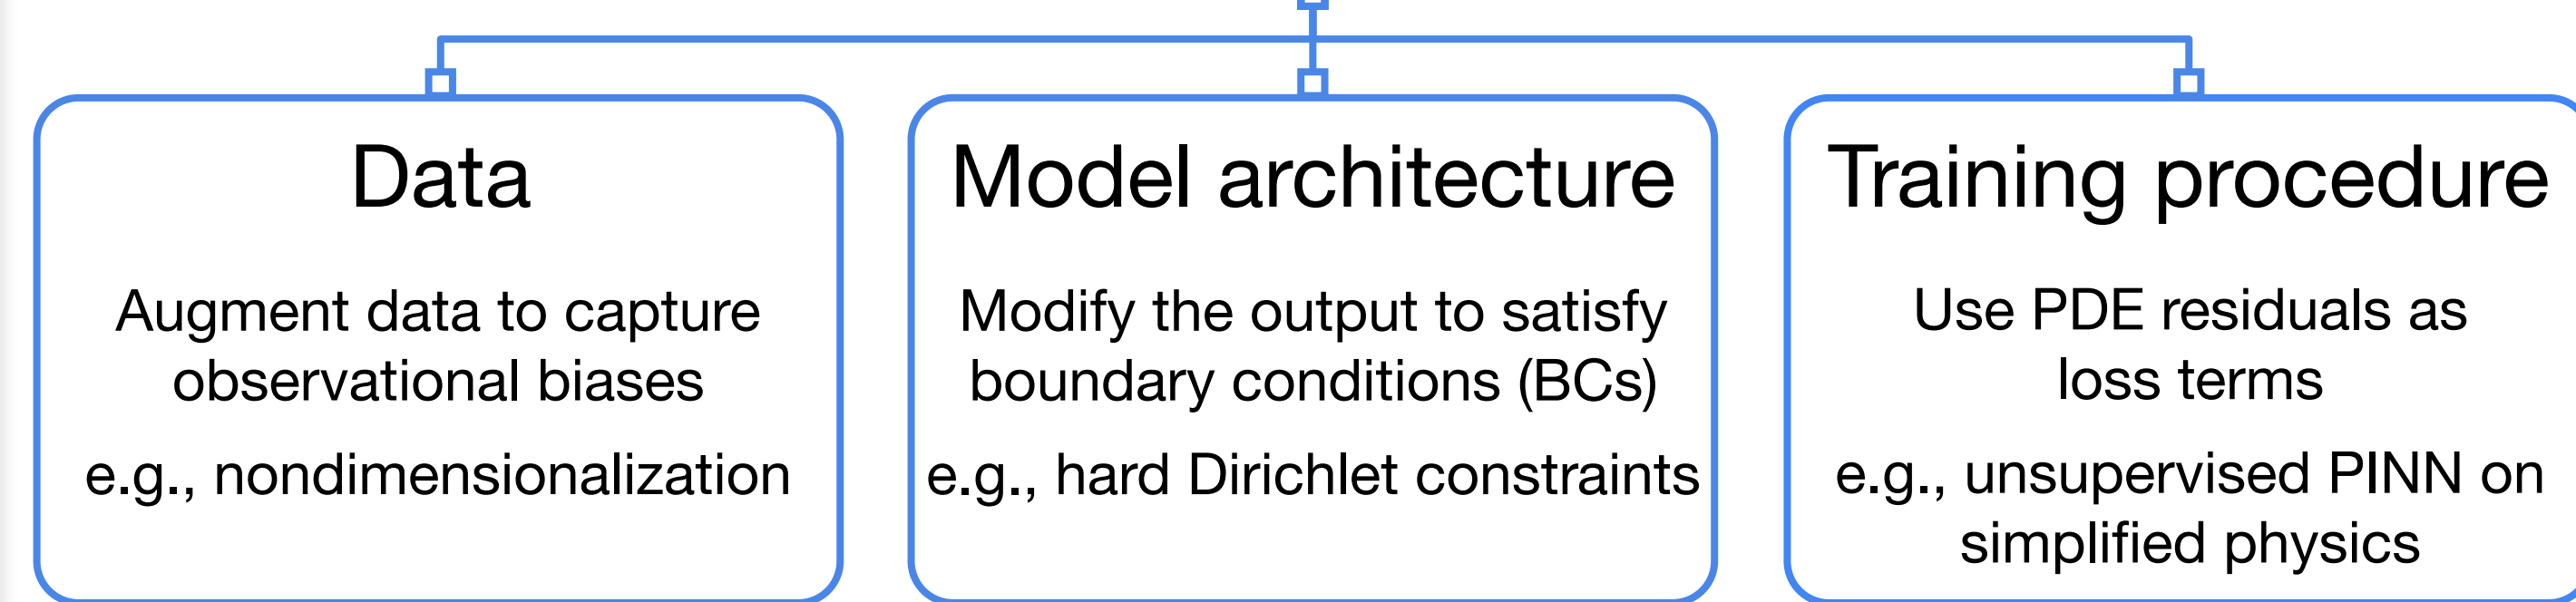 Data
Augment data to capture
observational biases
e.g., nondimensionalization
Model architecture
Modify the output to satisfy
boundary conditions (BCs)
e.g., hard Dirichlet constraints
Training procedure
Use PDE residuals as
loss terms
e.g., unsupervised PINN on
simplified physics